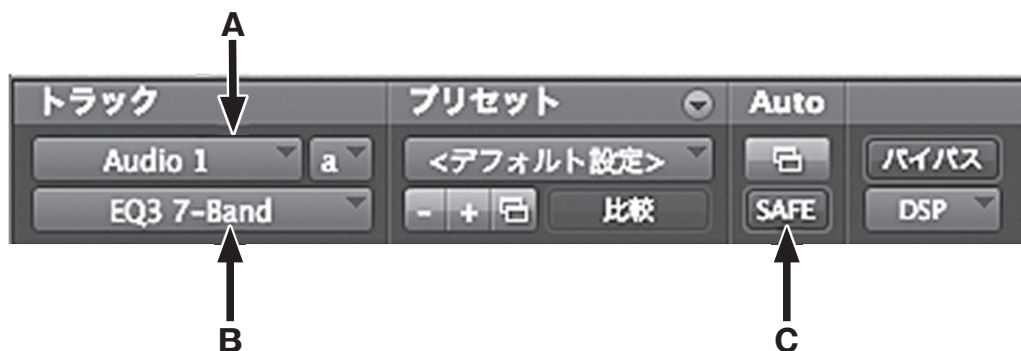 A
トラック プリセット Auto
Audio 1 a <デフォルト設定> バイパス
EQ3 7-Band - + 比較 SAFE DSP
B C